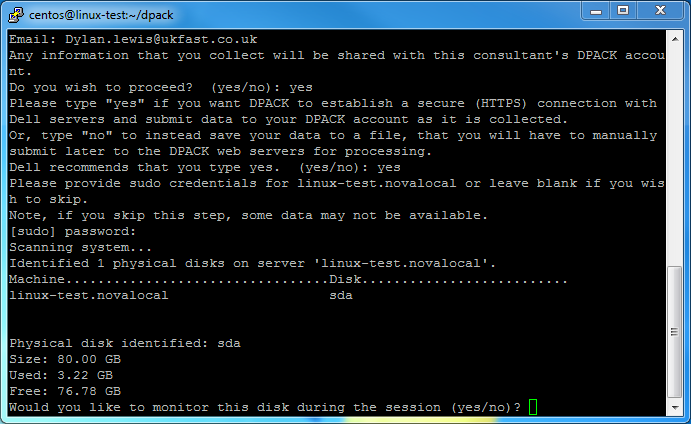 centos@linux-test:~/dpack
Email: Dylan.lewis@ukfast.co.uk
Any information that you collect will be shared with this consultant's DPACK accou
nt.
Do you wish to proceed?  (yes/no): yes
Please type "yes" if you want DPACK to establish a secure (HTTPS) connection with
Dell servers and submit data to your DPACK account as it is collected.
Or, type "no" to instead save your data to a file, that you will have to manually
submit later to the DPACK web servers for processing.
Dell recommends that you type yes.  (yes/no): yes
Please provide sudo credentials for linux-test.novalocal or leave blank if you wis
h to skip.
Note, if you skip this step, some data may not be available.
[sudo] password:
Scanning system...
Identified 1 physical disks on server 'linux-test.novalocal'.
Machine.................................Disk..........................
linux-test.novalocal                    sda
Physical disk identified: sda
Size: 80.00 GB
Used: 3.22 GB
Free: 76.78 GB
Would you like to monitor this disk during the session (yes/no)?